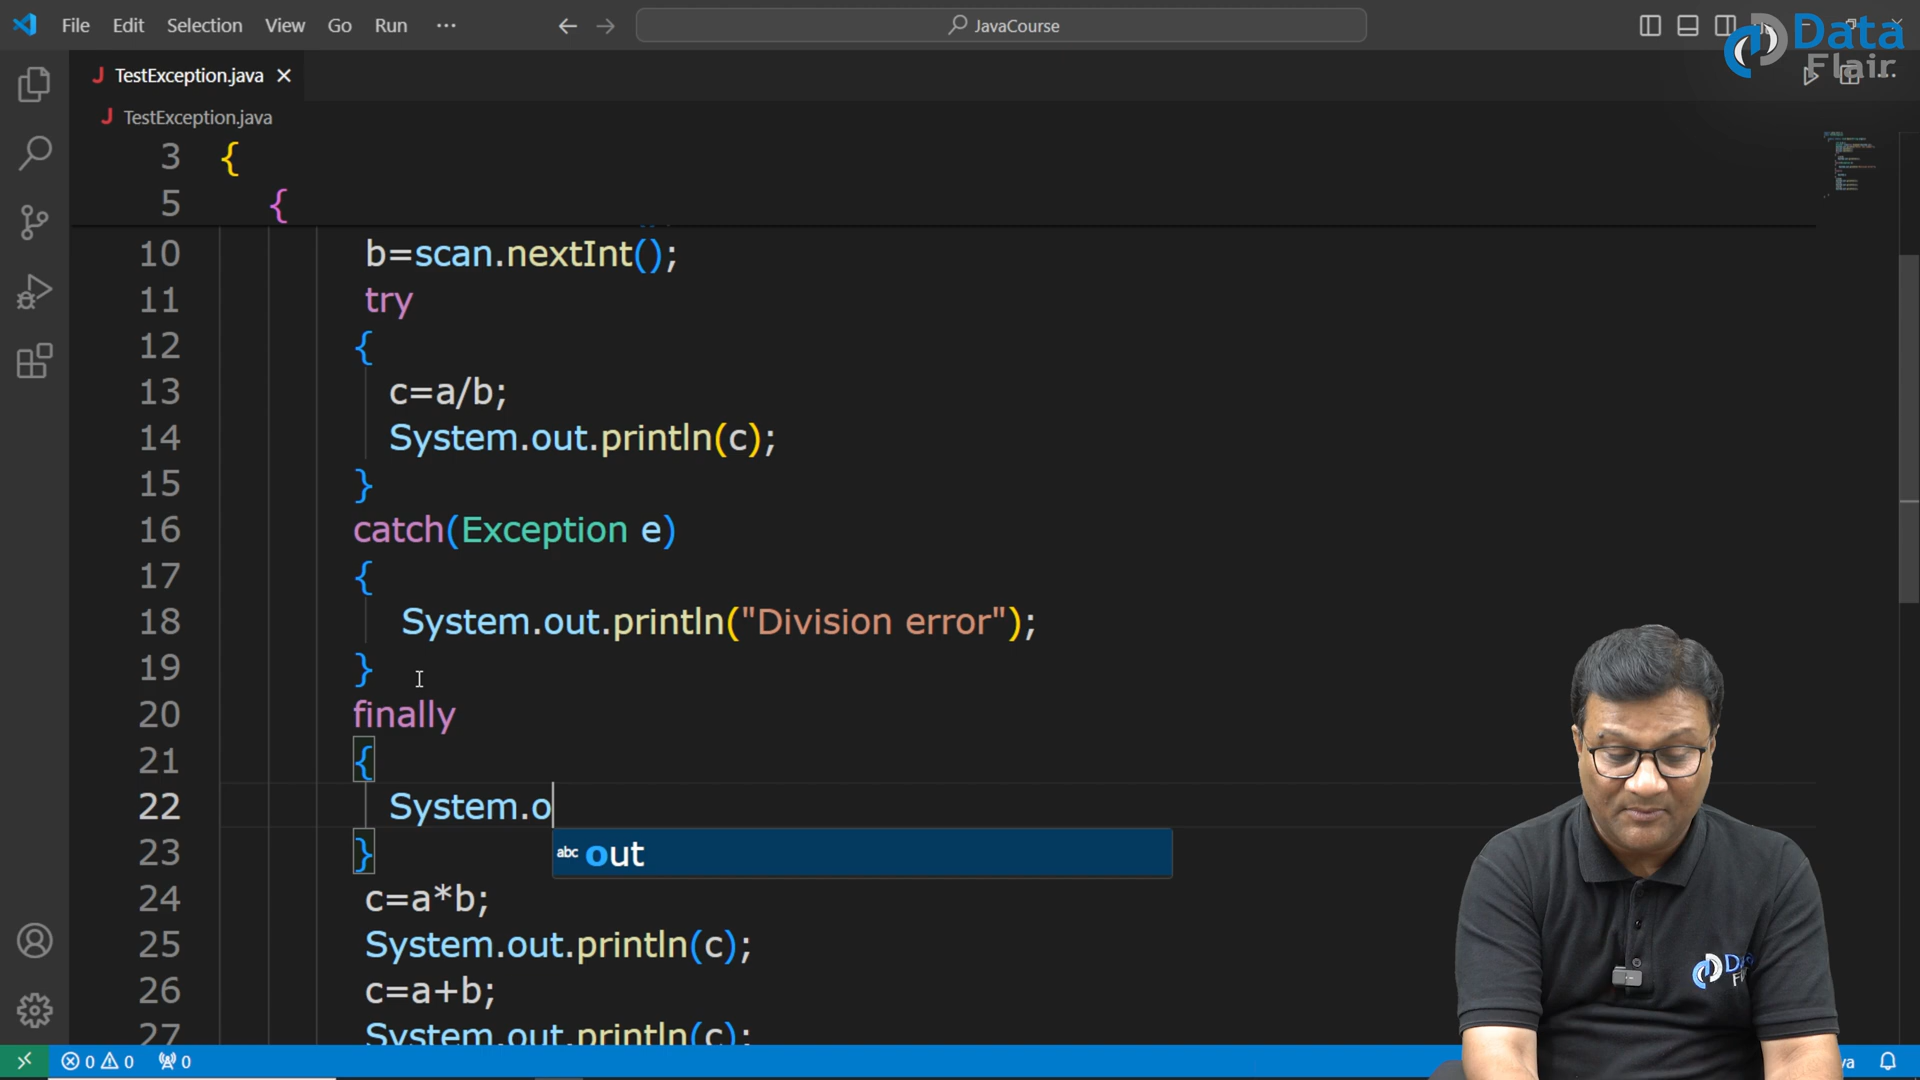 File Edit Selection View Go Run ··· JavaCourse
Data Flair
TestException.java
TestException.java
3 {
5 {
10 b=scan.nextInt();
11 try
12 {
13 c=a/b;
14 System.out.println(c);
15 }
16 catch(Exception e)
17 {
18 System.out.println("Division error");
19 }
20 finally
21 {
22 System.o
abc out
23 }
24 c=a*b;
25 System.out.println(c);
26 c=a+b;
27 System.out.println(c);
0 0 0